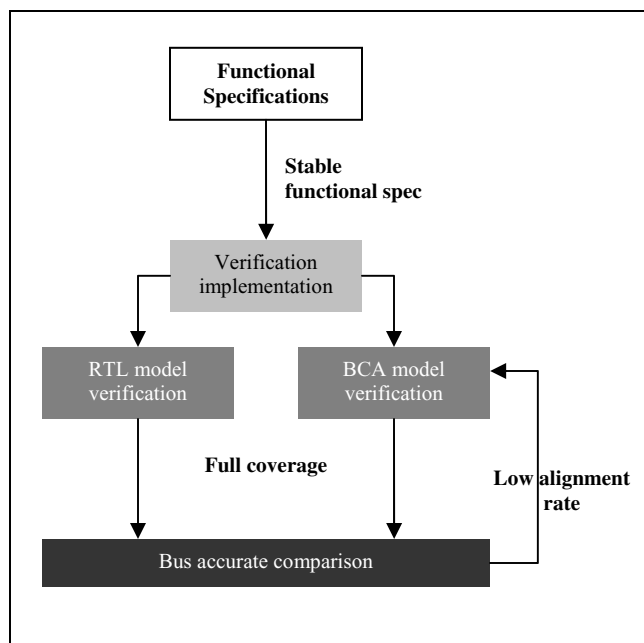 Functional
Specifications
Stable
functional spec
Verification
implementation
RTL model
verification
BCA model
verification
Full coverage
Low alignment
rate
Bus accurate comparison